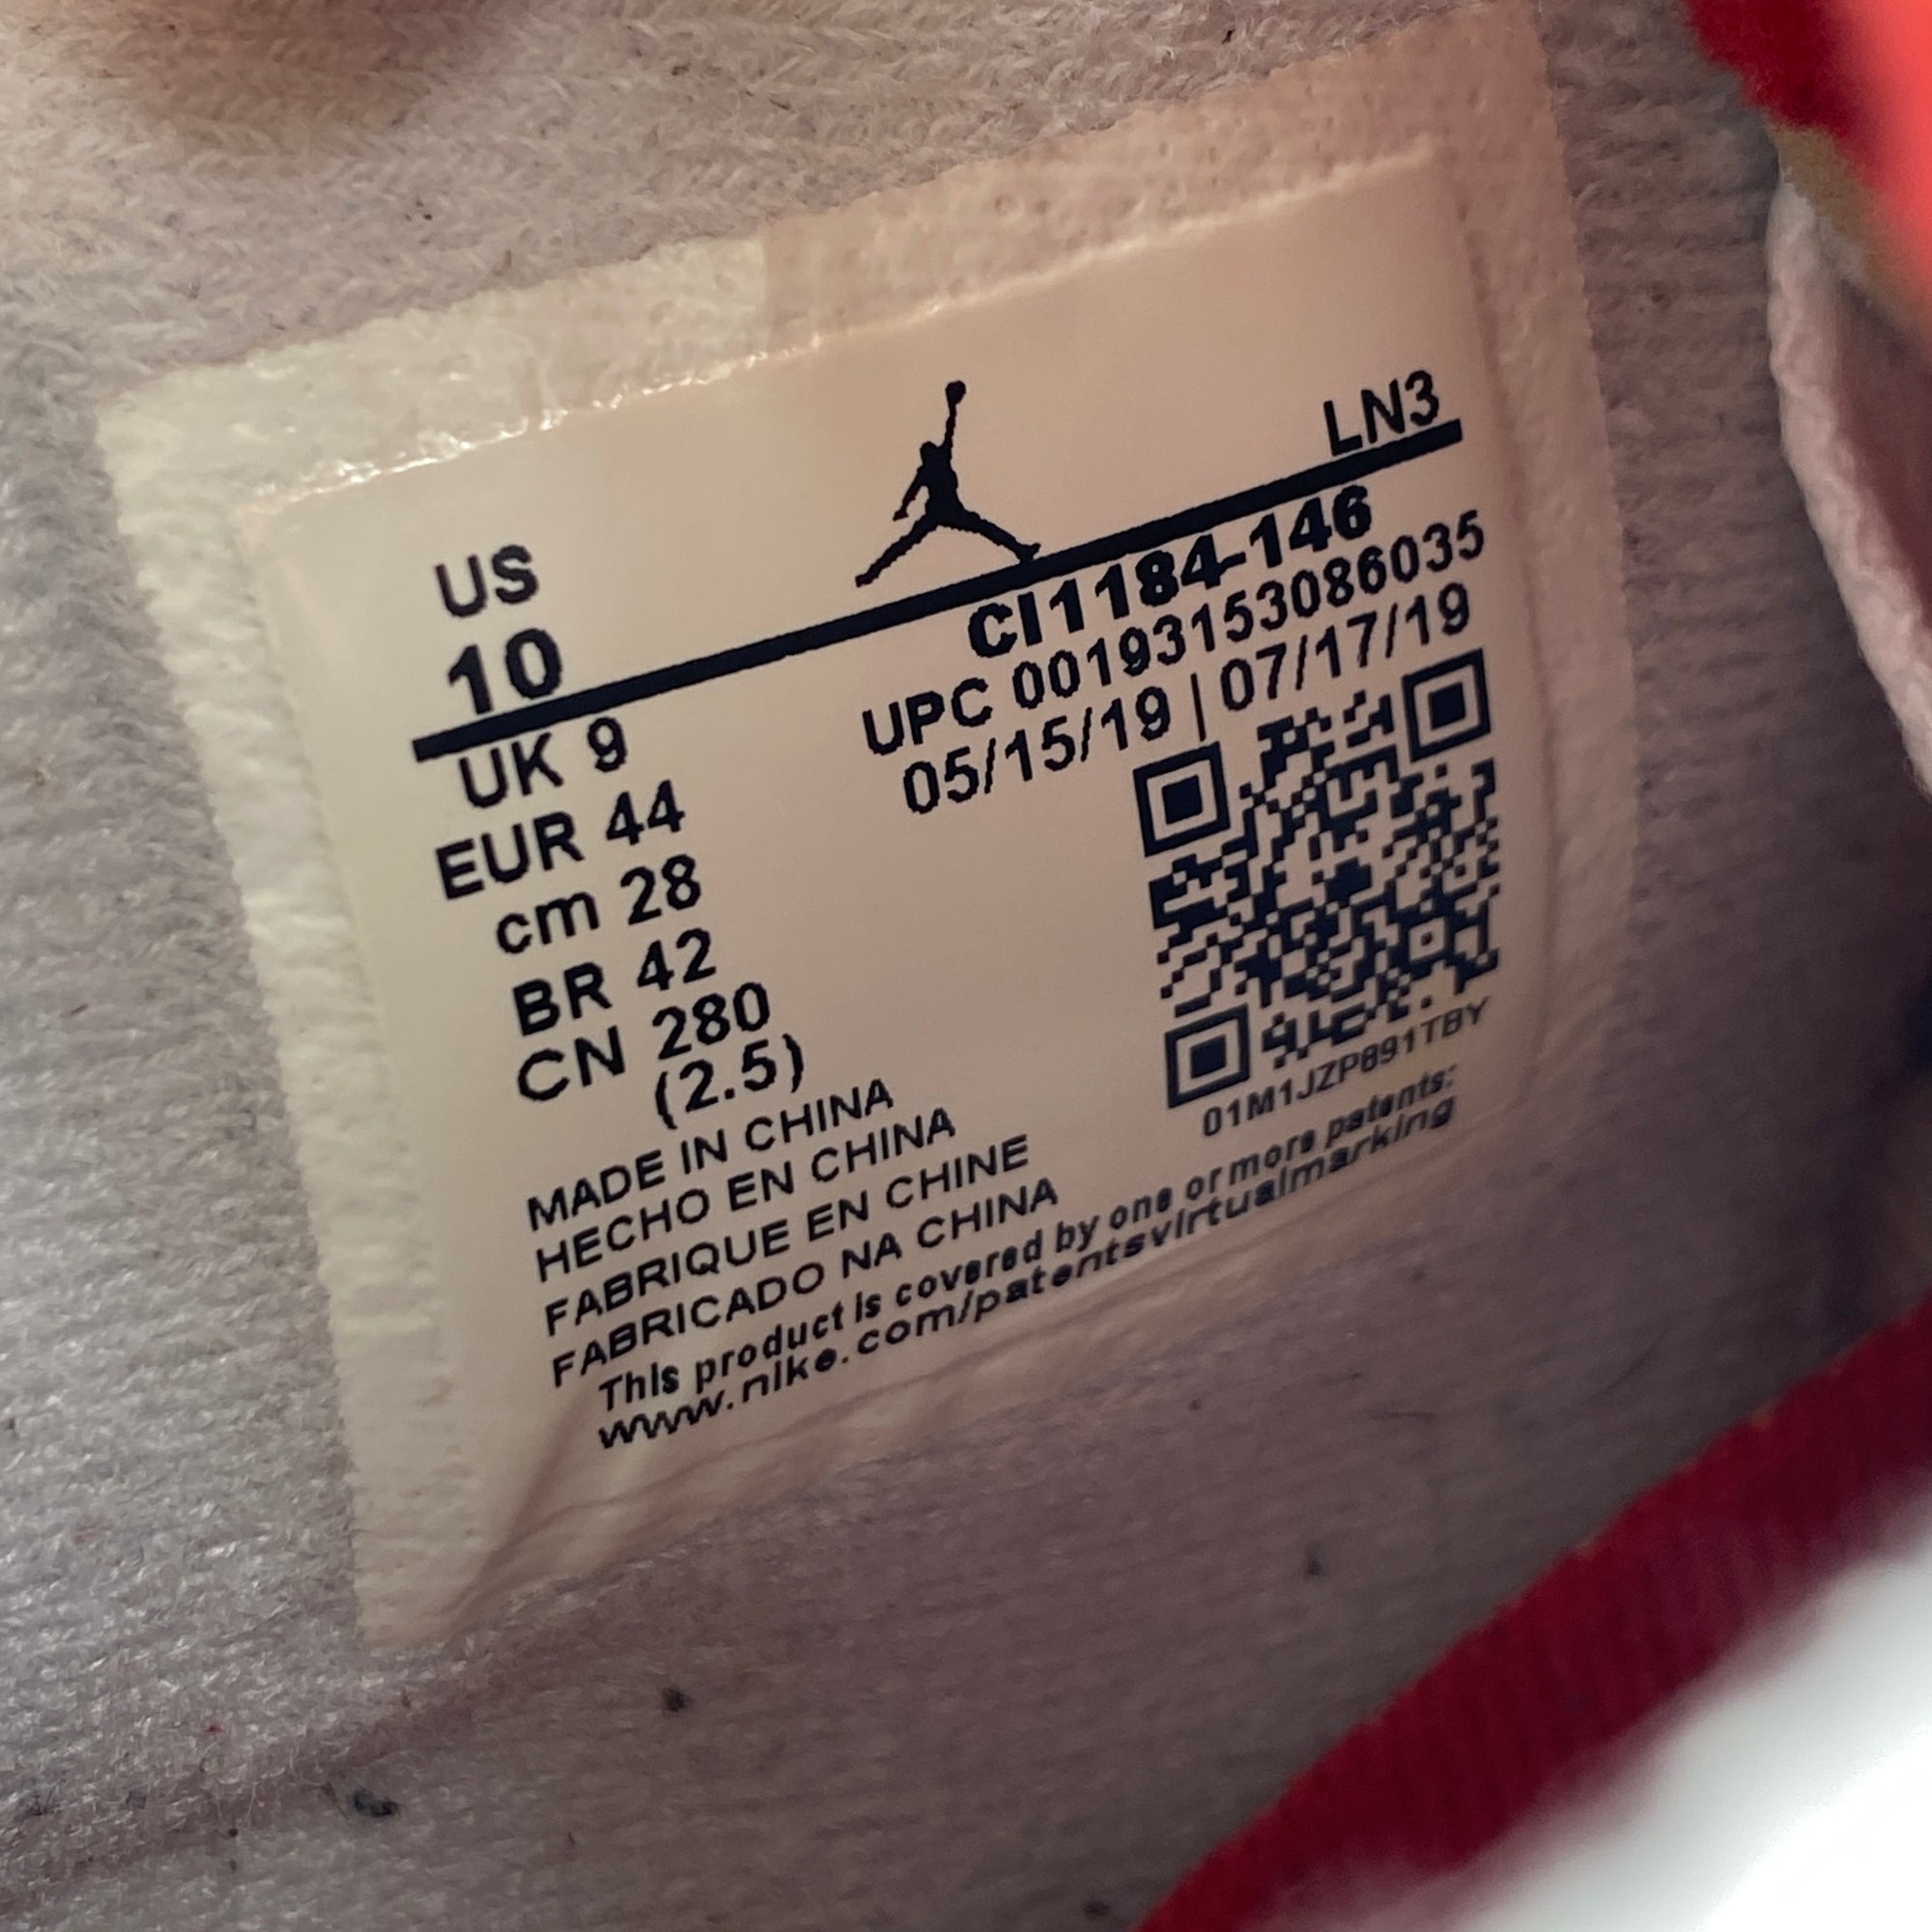 LN3
US
10
CI1184-146
UPC 00193153086035
05/15/19 | 07/17/19
UK 9
EUR 44
cm 28
BR 42
CN 280
(2.5)
01M1JZP891TBY
MADE IN CHINA
HECHO EN CHINA
FABRIQUE EN CHINE
FABRICADO NA CHINA
This product is covered by one or more patents:
www.nike.com/patentsvirtualmarking